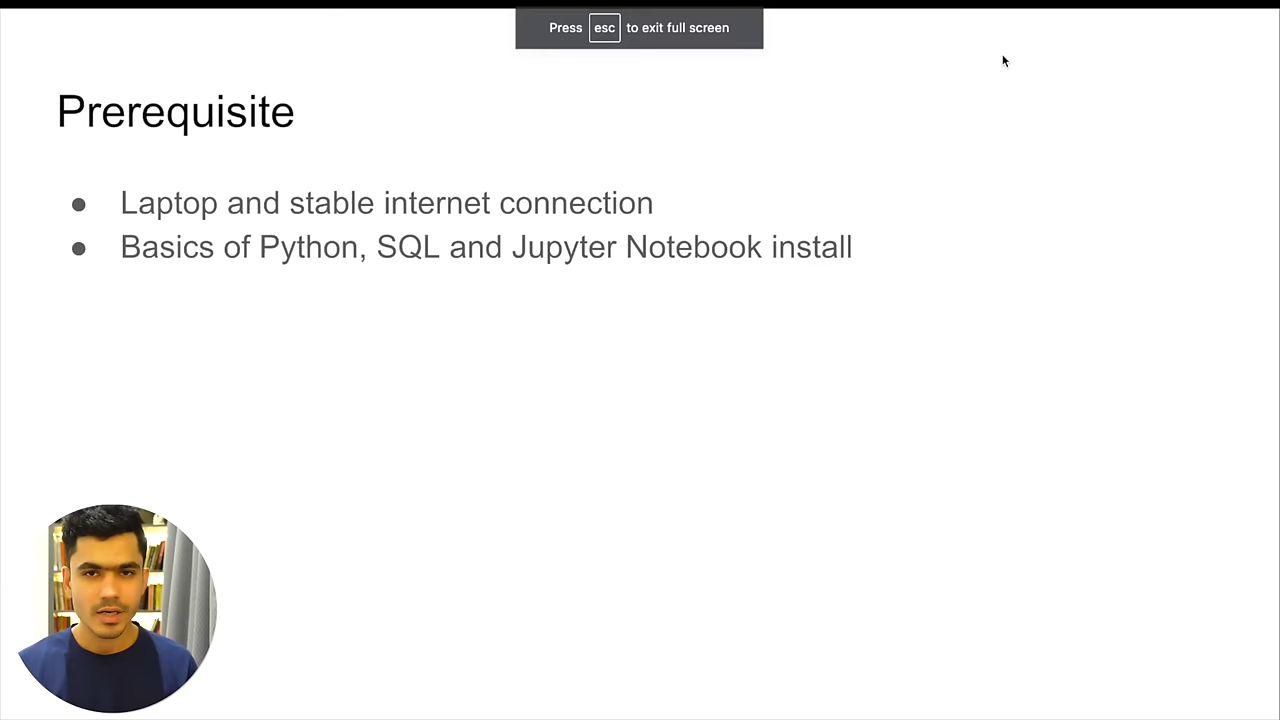 Press esc to exit full screen
Prerequisite
● Laptop and stable internet connection
● Basics of Python, SQL and Jupyter Notebook install